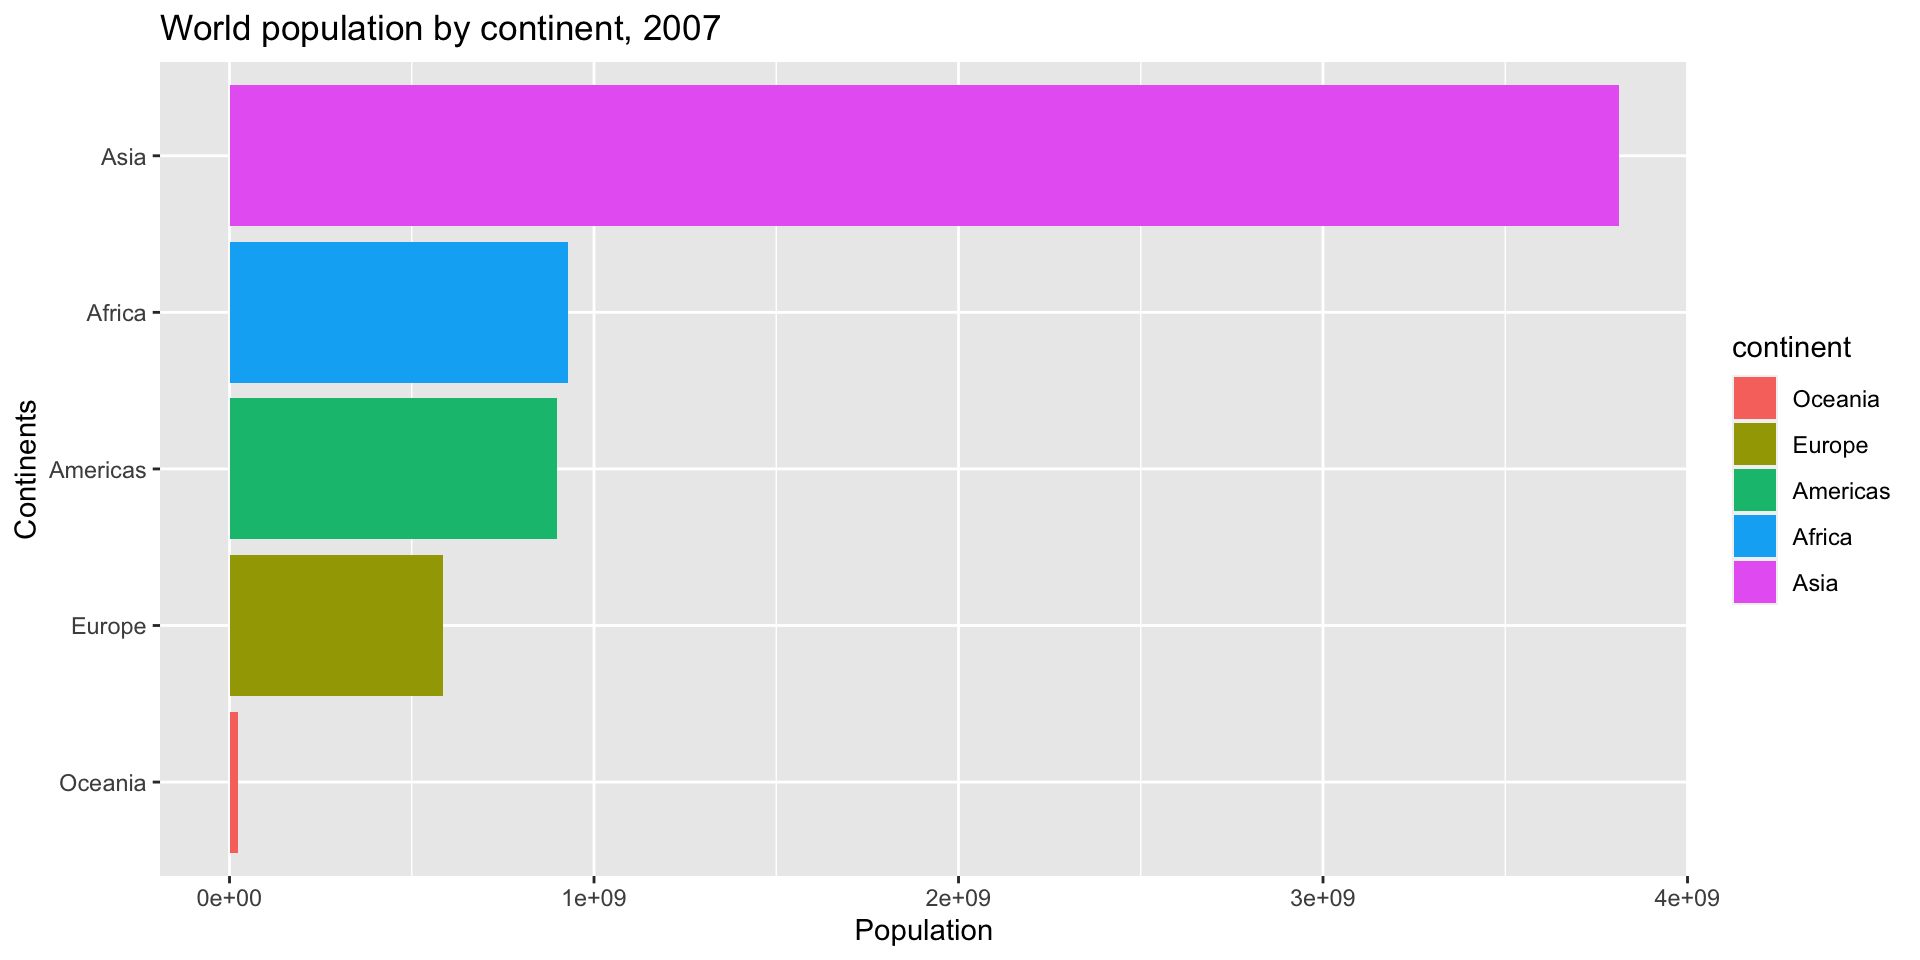 World population by continent, 2007
Continents
Asia
Africa
Americas
Europe
Oceania
0e+00 1e+09 2e+09 3e+09 4e+09
Population
continent
Oceania
Europe
Americas
Africa
Asia